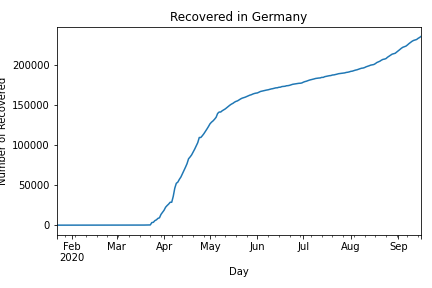 Recovered in Germany
Number of Recovered
200000
150000
100000
50000
0
Feb Mar Apr May Jun Jul Aug Sep
2020
Day